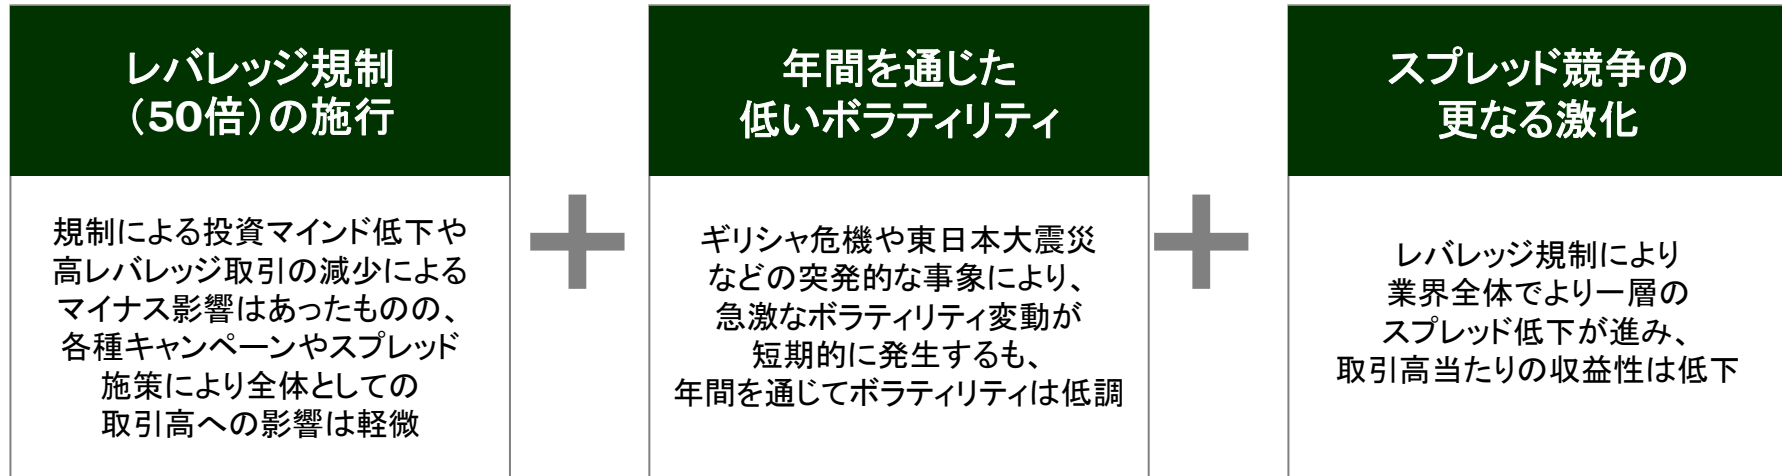 レバレッジ規制
（50倍）の施行
規制による投資マインド低下や
高レバレッジ取引の減少による
マイナス影響はあったものの、
各種キャンペーンやスプレッド
施策により全体としての
取引高への影響は軽微
年間を通じた
低いボラティリティ
ギリシャ危機や東日本大震災
などの突発的な事象により、
急激なボラティリティ変動が
短期的に発生するも、
年間を通じてボラティリティは低調
スプレッド競争の
更なる激化
レバレッジ規制により
業界全体でより一層の
スプレッド低下が進み、
取引高当たりの収益性は低下